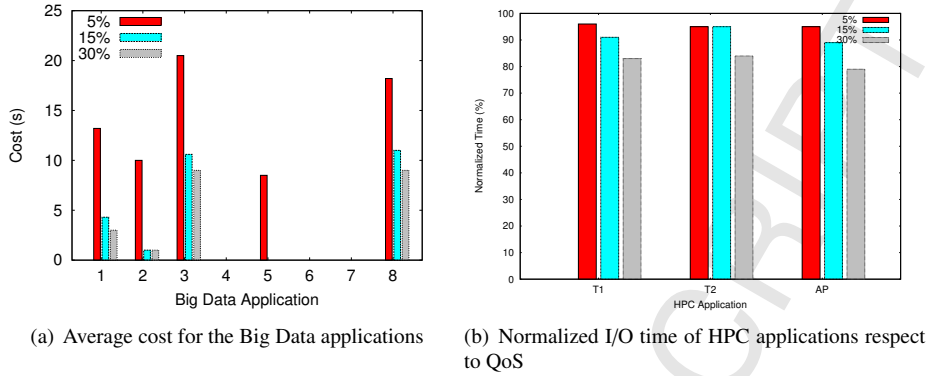 5%
15%
30%
25
20
15
10
5
0
Cost (s)
1 2 3 4 5 6 7 8
Big Data Application
(a) Average cost for the Big Data applications
5%
15%
30%
100
90
80
70
60
50
40
30
20
10
0
Normalized Time (%)
T1 T2 AP
HPC Application
(b) Normalized I/O time of HPC applications respect
to QoS
CRIPT